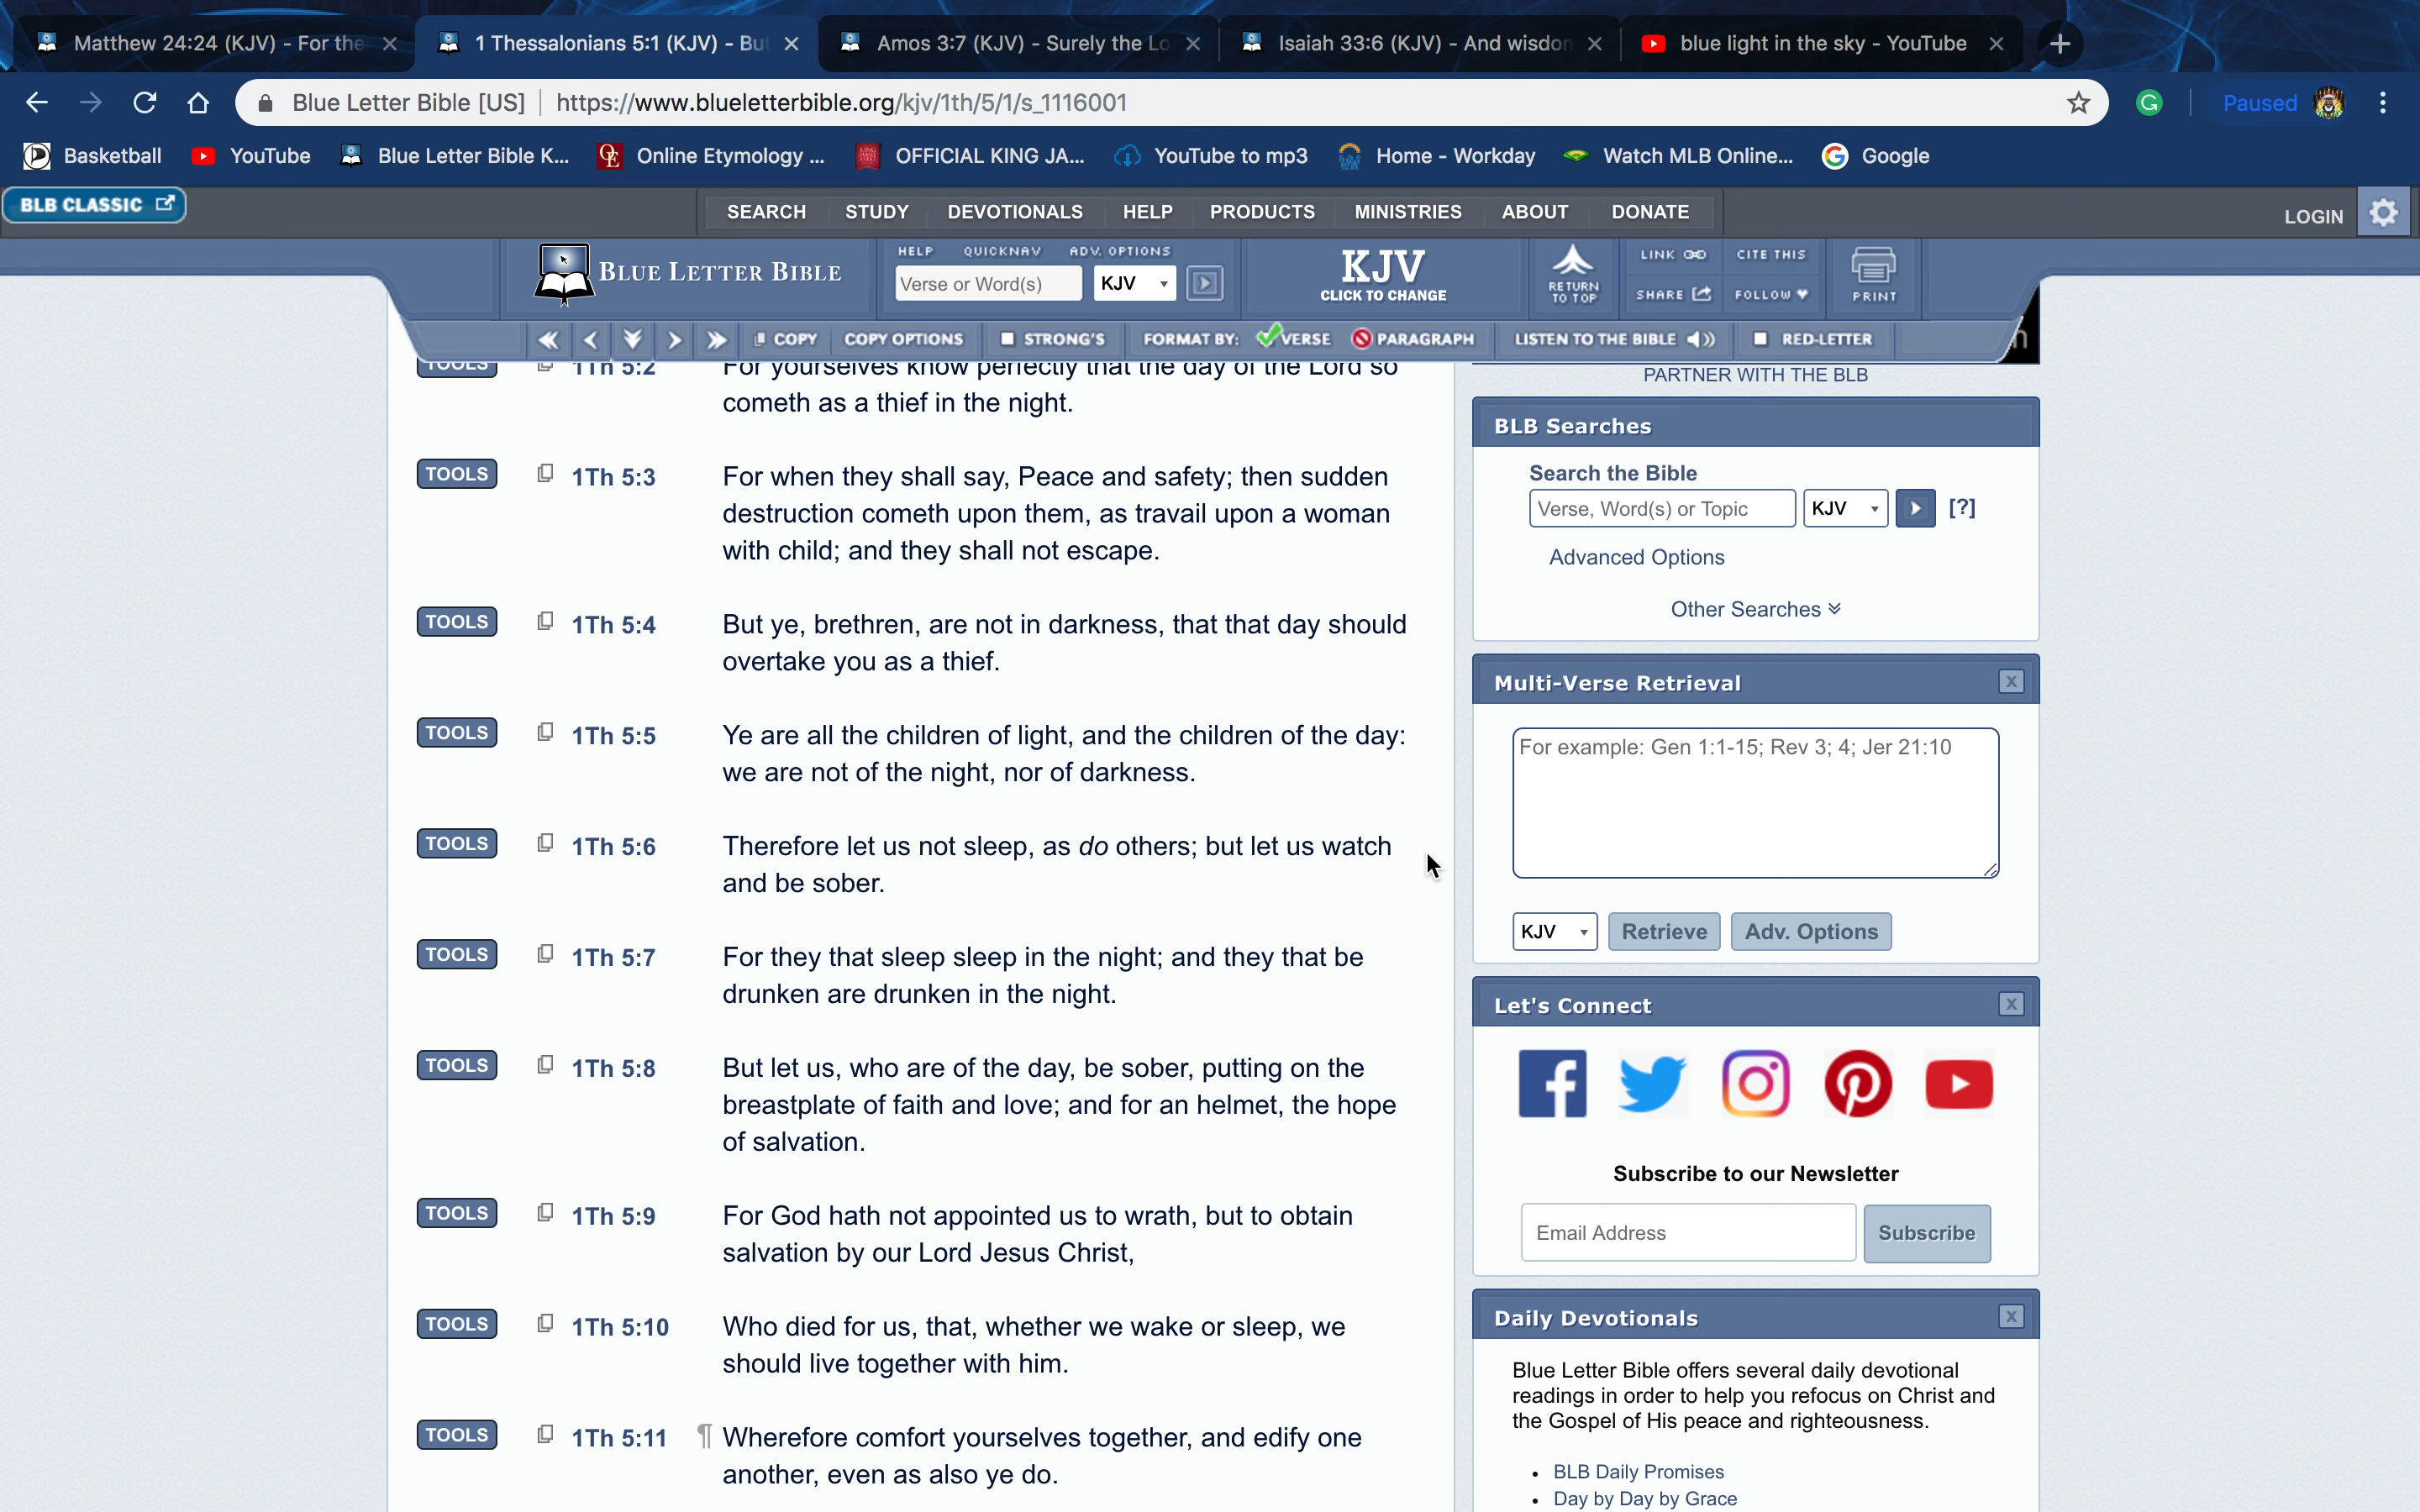 Matthew 24:24 (KJV) - For the
1 Thessalonians 5:1 (KJV) - Bu
Amos 3:7 (KJV) - Surely the Lo
Isaiah 33:6 (KJV) - And wisdom
blue light in the sky - YouTube
Blue Letter Bible [US] https://www.blueletterbible.org/kjv/1th/5/1/s_1116001
Paused
Basketball YouTube Blue Letter Bible K... Online Etymology ... OFFICIAL KING JA... YouTube to mp3 Home - Workday Watch MLB Online... Google
BLB CLASSIC
SEARCH STUDY DEVOTIONALS HELP PRODUCTS MINISTRIES ABOUT DONATE
LOGIN
BLUE LETTER BIBLE
HELP QUICKNAV ADV. OPTIONS
Verse or Word(s) KJV
KJV
CLICK TO CHANGE
RETURN
TO TOP
LINK CITE THIS
SHARE FOLLOW
PRINT
COPY COPY OPTIONS STRONG'S FORMAT BY: VERSE PARAGRAPH LISTEN TO THE BIBLE RED-LETTER
TOOLS 1Th 5:2 For yourselves know perfectly that the day of the Lord so
cometh as a thief in the night.
TOOLS 1Th 5:3 For when they shall say, Peace and safety; then sudden
destruction cometh upon them, as travail upon a woman
with child; and they shall not escape.
TOOLS 1Th 5:4 But ye, brethren, are not in darkness, that that day should
overtake you as a thief.
TOOLS 1Th 5:5 Ye are all the children of light, and the children of the day:
we are not of the night, nor of darkness.
TOOLS 1Th 5:6 Therefore let us not sleep, as do others; but let us watch
and be sober.
TOOLS 1Th 5:7 For they that sleep sleep in the night; and they that be
drunken are drunken in the night.
TOOLS 1Th 5:8 But let us, who are of the day, be sober, putting on the
breastplate of faith and love; and for an helmet, the hope
of salvation.
TOOLS 1Th 5:9 For God hath not appointed us to wrath, but to obtain
salvation by our Lord Jesus Christ,
TOOLS 1Th 5:10 Who died for us, that, whether we wake or sleep, we
should live together with him.
TOOLS 1Th 5:11 ¶ Wherefore comfort yourselves together, and edify one
another, even as also ye do.
PARTNER WITH THE BLB
BLB Searches
Search the Bible
Verse, Word(s) or Topic KJV [?]
Advanced Options
Other Searches
Multi-Verse Retrieval X
For example: Gen 1:1-15; Rev 3; 4; Jer 21:10
KJV Retrieve Adv. Options
Let's Connect X
Subscribe to our Newsletter
Email Address Subscribe
Daily Devotionals X
Blue Letter Bible offers several daily devotional
readings in order to help you refocus on Christ and
the Gospel of His peace and righteousness.
• BLB Daily Promises
• Day by Day by Grace